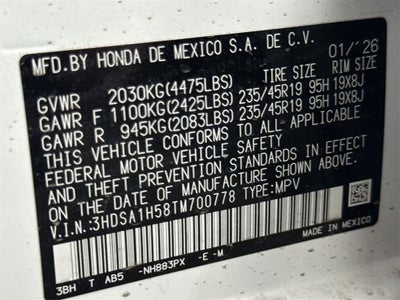 MFD.BY HONDA DE MEXICO S.A. DE C.V. 01/'26
TIRE SIZE RIM SIZE
GVWR 2030KG(4475LBS)
GAWR F 1100KG(2425LBS) 235/45R19 95H 19X8J
GAWR R 945KG(2083LBS) 235/45R19 95H 19X8J
THIS VEHICLE CONFORMS TO ALL APPLICABLE
FEDERAL MOTOR VEHICLE SAFETY
AND THEFT PREVENTION STANDARDS IN EFFECT
ON THE DATE OF MANUFACTURE SHOWN ABOVE.
V.I.N.:3HDSA1H58TM700778 TYPE:MPV
3BH T AB5 -NH883PX -E -M